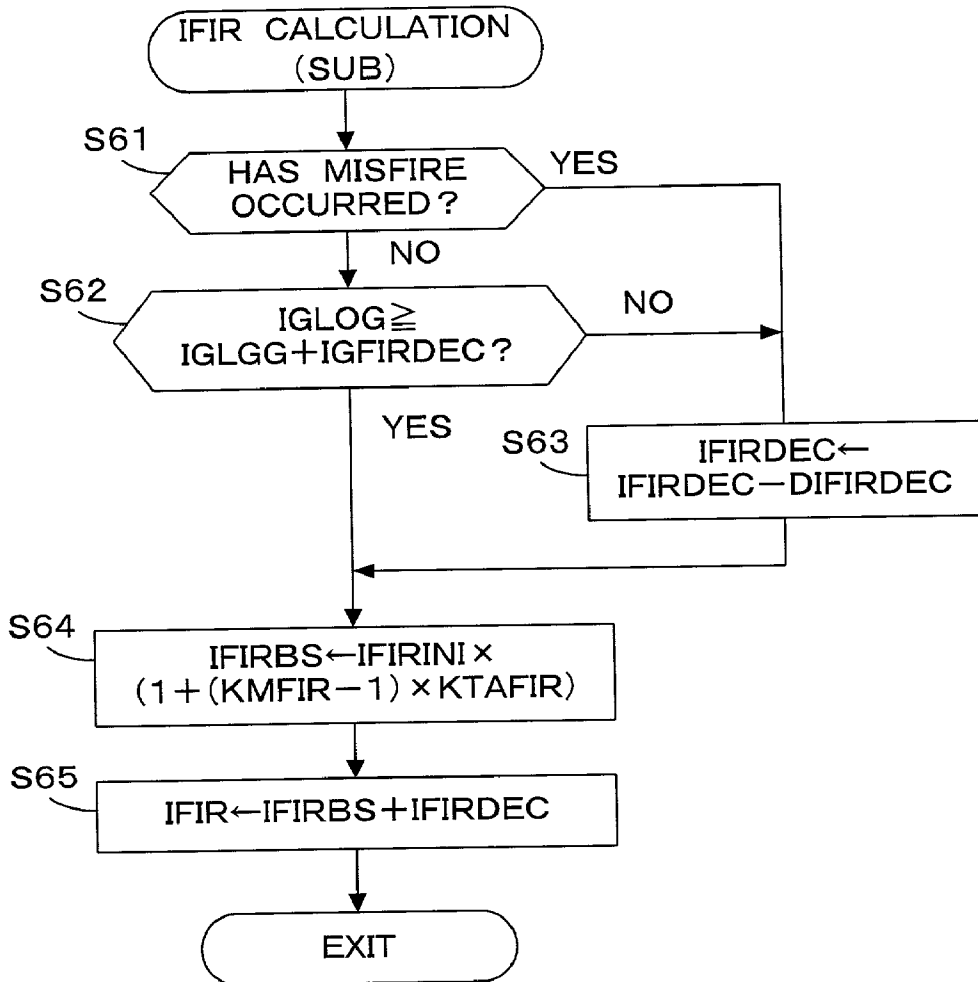 IFIR CALCULATION
(SUB)
S61
HAS MISFIRE
OCCURRED?
YES
NO
S62
IGLOG≧
IGLGG+IGFIRDEC?
NO
YES
S63
IFIRDEC←
IFIRDEC−DIFIRDEC
S64
IFIRBS←IFIRINI×
(1+(KMFIR−1)×KTAFIR)
S65
IFIR←IFIRBS+IFIRDEC
EXIT